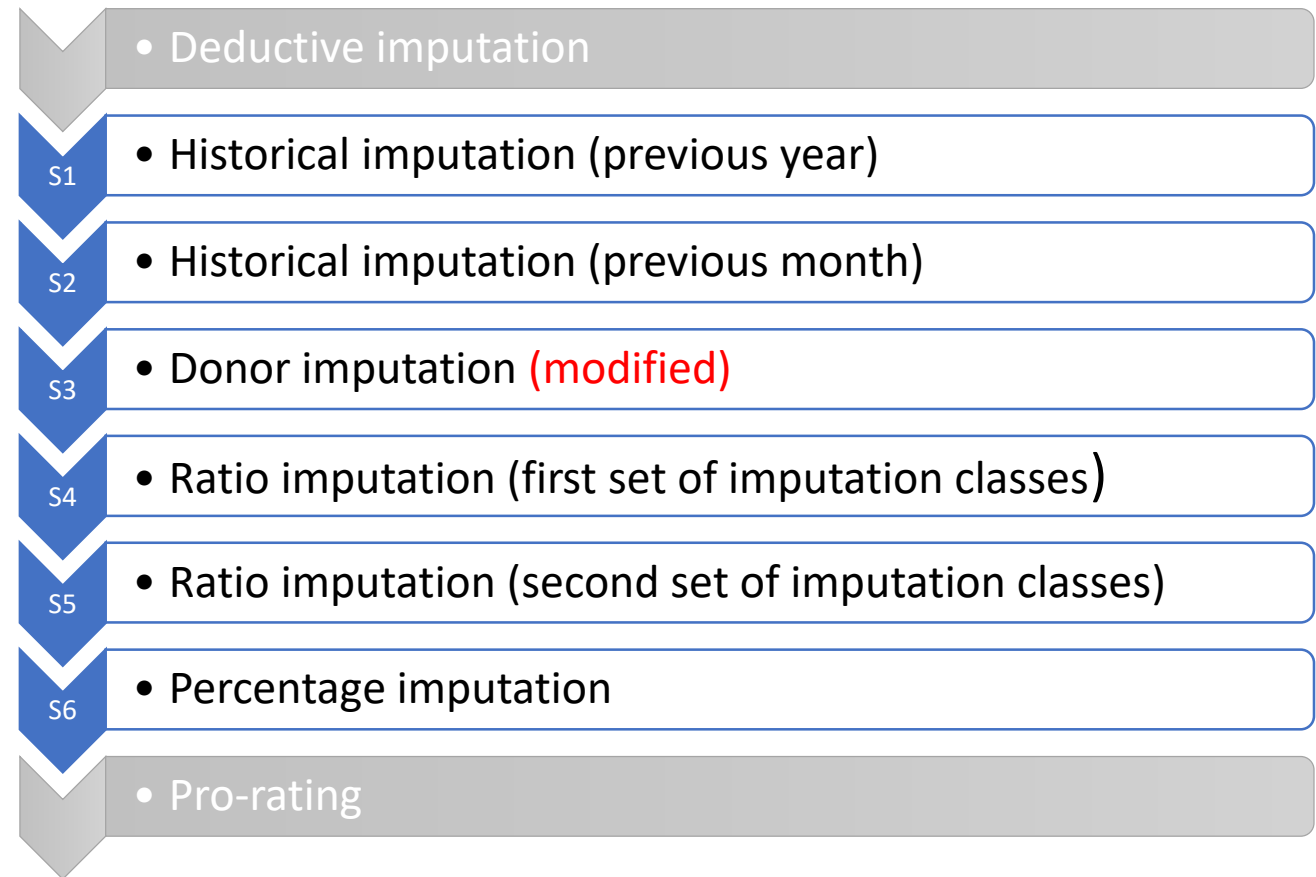 • Deductive imputation
S1 • Historical imputation (previous year)
S2 • Historical imputation (previous month)
S3 • Donor imputation (modified)
S4 • Ratio imputation (first set of imputation classes)
S5 • Ratio imputation (second set of imputation classes)
S6 • Percentage imputation
• Pro-rating